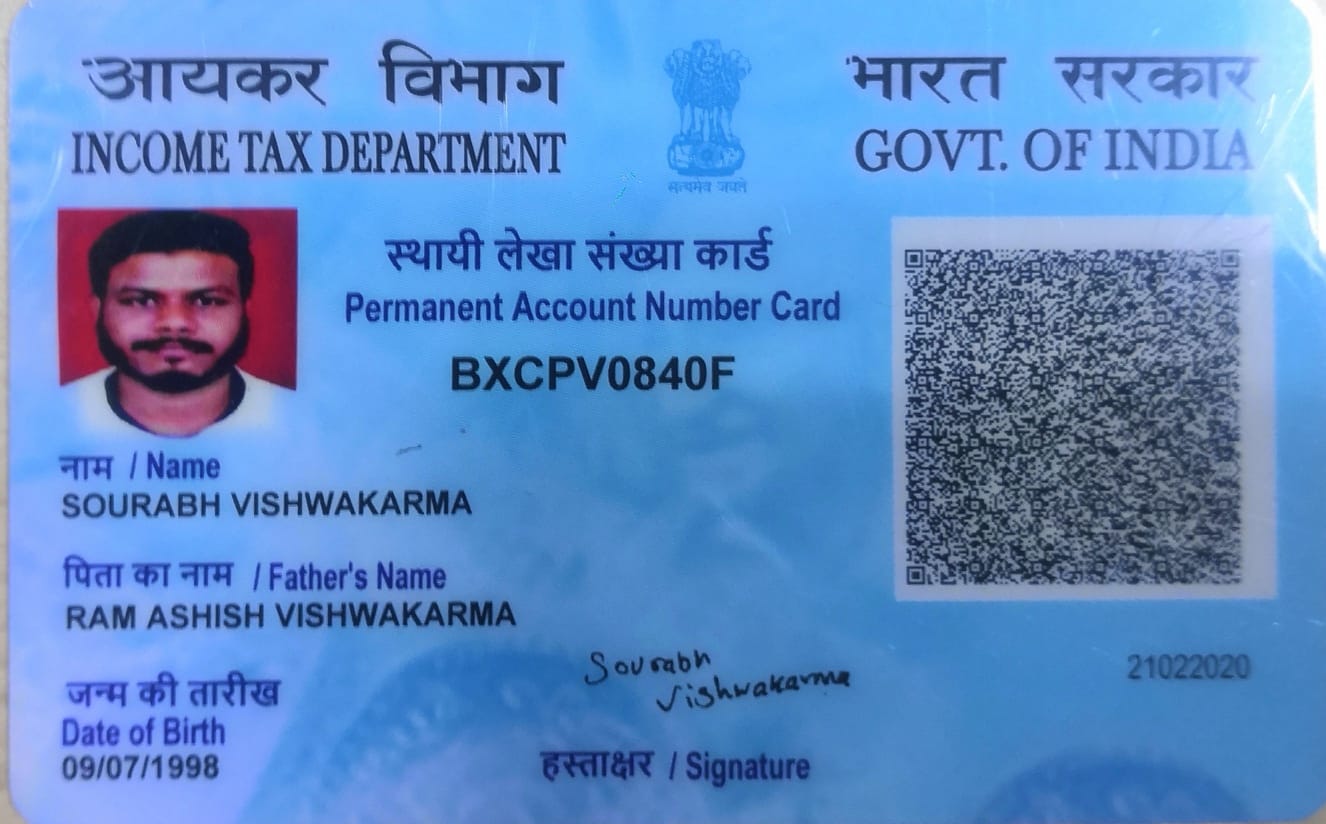 आयकर विभाग
INCOME TAX DEPARTMENT
सत्यमेव जयते
भारत सरकार
GOVT. OF INDIA
स्थायी लेखा संख्या कार्ड
Permanent Account Number Card
BXCPV0840F
नाम / Name
SOURABH VISHWAKARMA
पिता का नाम / Father's Name
RAM ASHISH VISHWAKARMA
जन्म की तारीख
Date of Birth
09/07/1998
Sourabh
Vishwakarma
हस्ताक्षर / Signature
21022020